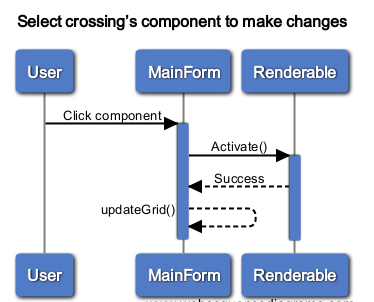 Select crossing's component to make changes
User MainForm Renderable
Click component
Activate()
Success
updateGrid()
User MainForm Renderable